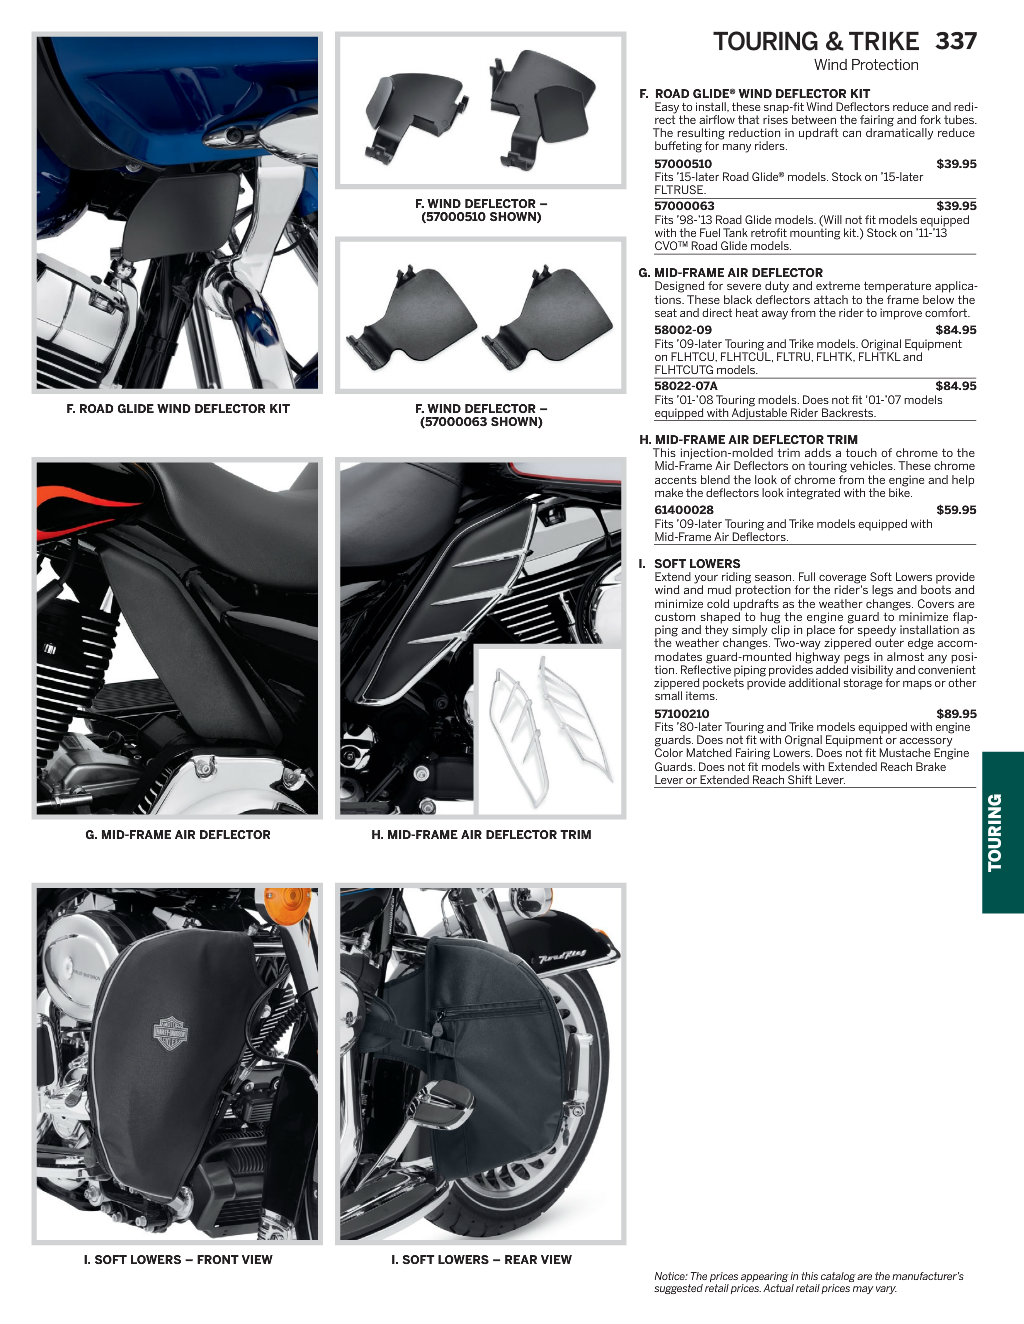 TOURING & TRIKE 337
Wind Protection
F. WIND DEFLECTOR –
(57000510 SHOWN)
F. ROAD GLIDE WIND DEFLECTOR KIT
F. WIND DEFLECTOR –
(57000063 SHOWN)
G. MID-FRAME AIR DEFLECTOR
H. MID-FRAME AIR DEFLECTOR TRIM
I. SOFT LOWERS – FRONT VIEW
I. SOFT LOWERS – REAR VIEW
F. ROAD GLIDE® WIND DEFLECTOR KIT
Easy to install, these snap-fit Wind Deflectors reduce and redi-
rect the airflow that rises between the fairing and fork tubes.
The resulting reduction in updraft can dramatically reduce
buffeting for many riders.
57000510 $39.95
Fits ’15-later Road Glide® models. Stock on ’15-later
FLTRUSE.
57000063 $39.95
Fits ’98-’13 Road Glide models. (Will not fit models equipped
with the Fuel Tank retrofit mounting kit.) Stock on ’11-’13
CVO™ Road Glide models.
G. MID-FRAME AIR DEFLECTOR
Designed for severe duty and extreme temperature applica-
tions. These black deflectors attach to the frame below the
seat and direct heat away from the rider to improve comfort.
58002-09 $84.95
Fits ’09-later Touring and Trike models. Original Equipment
on FLHTCU, FLHTCUL, FLTRU, FLHTK, FLHTKL and
FLHTCUTG models.
58022-07A $84.95
Fits ’01-’08 Touring models. Does not fit ’01-’07 models
equipped with Adjustable Rider Backrests.
H. MID-FRAME AIR DEFLECTOR TRIM
This injection-molded trim adds a touch of chrome to the
Mid-Frame Air Deflectors on touring vehicles. These chrome
accents blend the look of chrome from the engine and help
make the deflectors look integrated with the bike.
61400028 $59.95
Fits ’09-later Touring and Trike models equipped with
Mid-Frame Air Deflectors.
I. SOFT LOWERS
Extend your riding season. Full coverage Soft Lowers provide
wind and mud protection for the rider’s legs and boots and
minimize cold updrafts as the weather changes. Covers are
custom shaped to hug the engine guard to minimize flap-
ping and they simply clip in place for speedy installation as
the weather changes. Two-way zippered outer edge accom-
modates guard-mounted highway pegs in almost any posi-
tion. Reflective piping provides added visibility and convenient
zippered pockets provide additional storage for maps or other
small items.
57100210 $89.95
Fits ’80-later Touring and Trike models equipped with engine
guards. Does not fit with Orignal Equipment or accessory
Color Matched Fairing Lowers. Does not fit Mustache Engine
Guards. Does not fit models with Extended Reach Brake
Lever or Extended Reach Shift Lever.
TOURING
Notice: The prices appearing in this catalog are the manufacturer’s
suggested retail prices. Actual retail prices may vary.